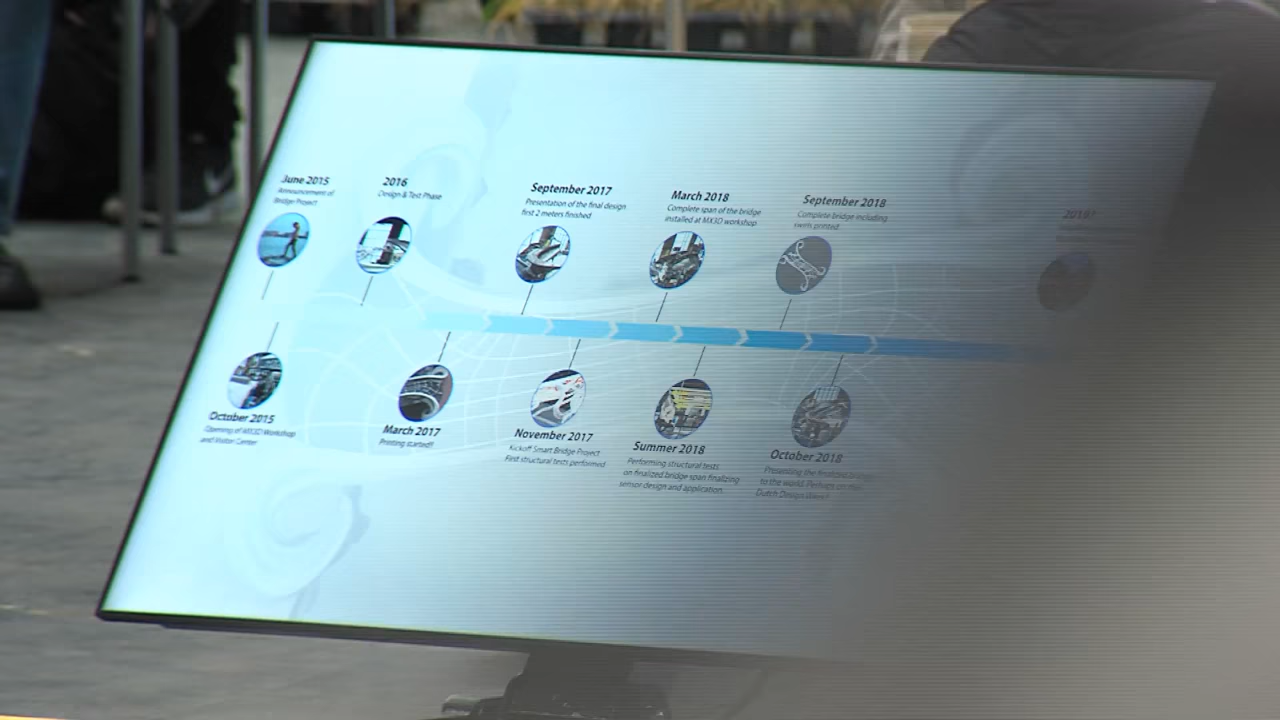 June 2015
Announcement of
Bridge Project
2016
Design & Test Phase
September 2017
Presentation of the final design
first 2 meters finished
March 2018
Complete span of the bridge
installed at MX3D workshop
September 2018
Complete bridge including
swirls printed
October 2015
Opening of MX3D Workshop
and Visitor Center
March 2017
Printing started!
November 2017
Kickoff Smart Bridge Project
First structural tests performed
Summer 2018
Performing structural tests
on finalized bridge span finalizing
sensor design and application.
October 2018
Presenting the finalized
to the world. Perhaps on the
Dutch Design Week?